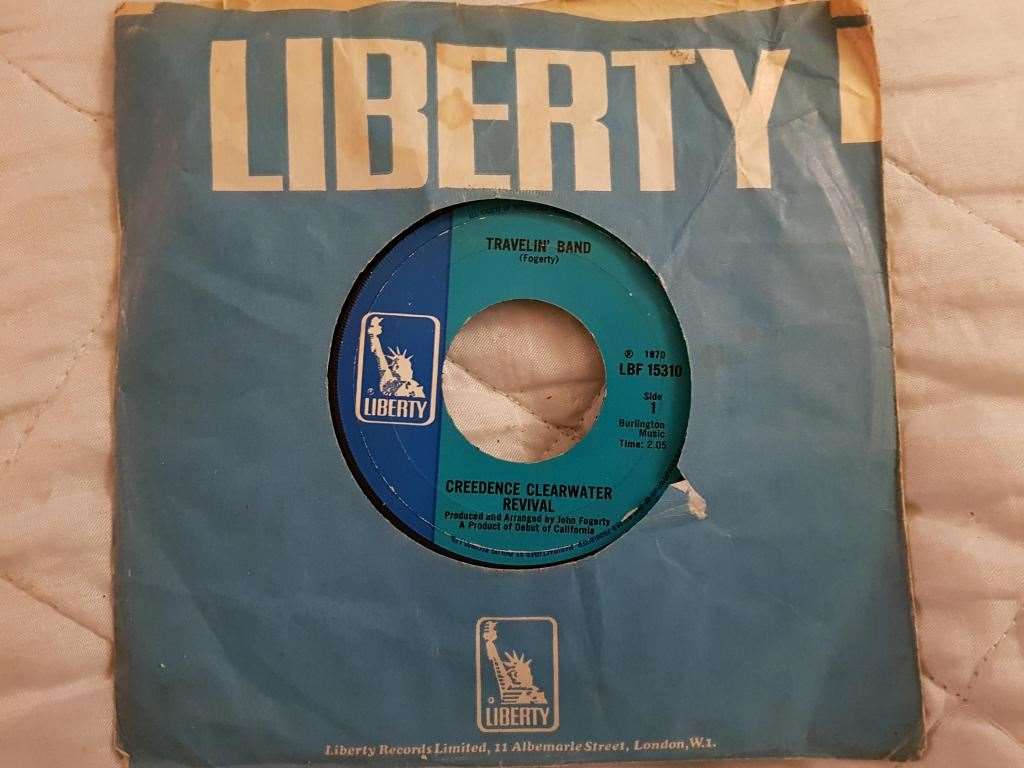 LIBERTY
TRAVELIN' BAND
(Fogerty)
℗ 1970
LBF 15310
Side
1
Burlington
Music
Time: 2.05
LIBERTY
CREEDENCE CLEARWATER
REVIVAL
Produced and Arranged by John Fogerty
A Product of Debut of California
LIBERTY
Liberty Records Limited, 11 Albemarle Street, London, W.1.